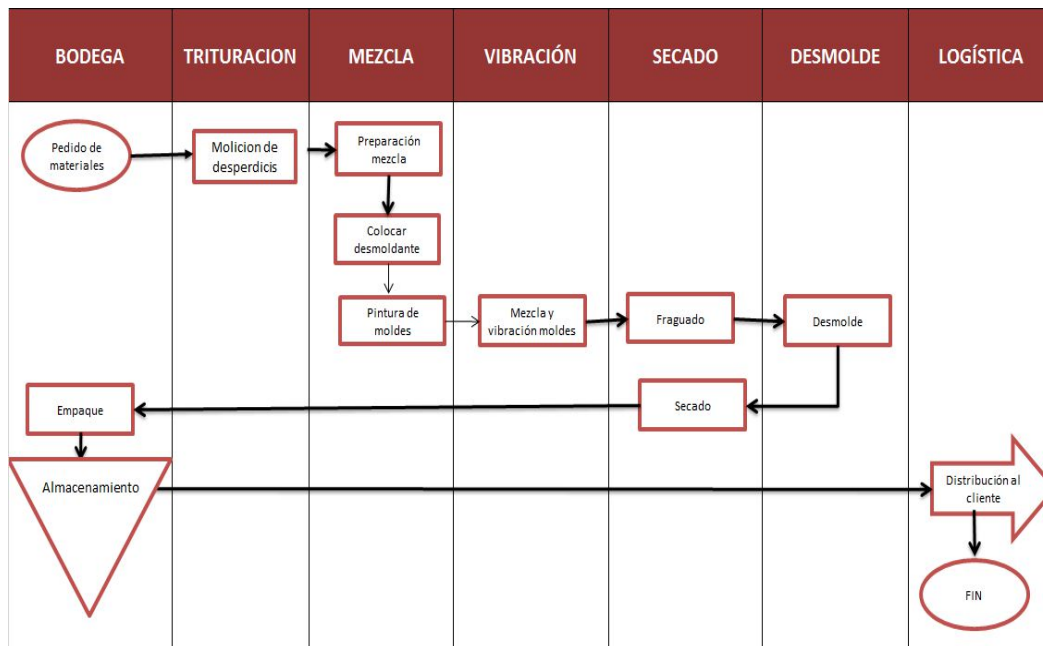 BODEGA
TRITURACION
MEZCLA
VIBRACIÓN
SECADO
DESMOLDE
LOGÍSTICA
Pedido de
materiales
Molicion de
desperdicis
Preparación
mezcla
Colocar
desmoldante
Pintura de
moldes
Mezcla y
vibración moldes
Fraguado
Desmolde
Secado
Empaque
Almacenamiento
Distribución al
cliente
FIN